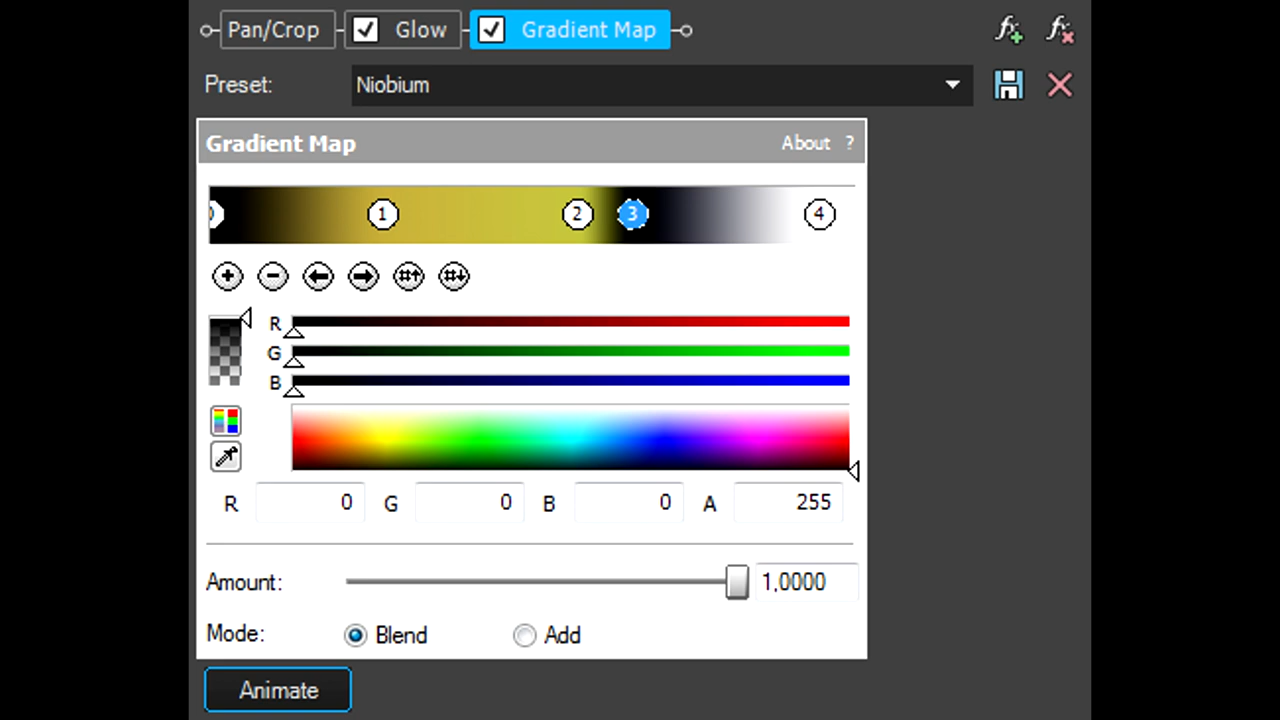 Pan/Crop Glow Gradient Map
Preset: Niobium
Gradient Map About ?
1 2 3 4
R
G
B
R 0 G 0 B 0 A 255
Amount: 1,0000
Mode: Blend Add
Animate